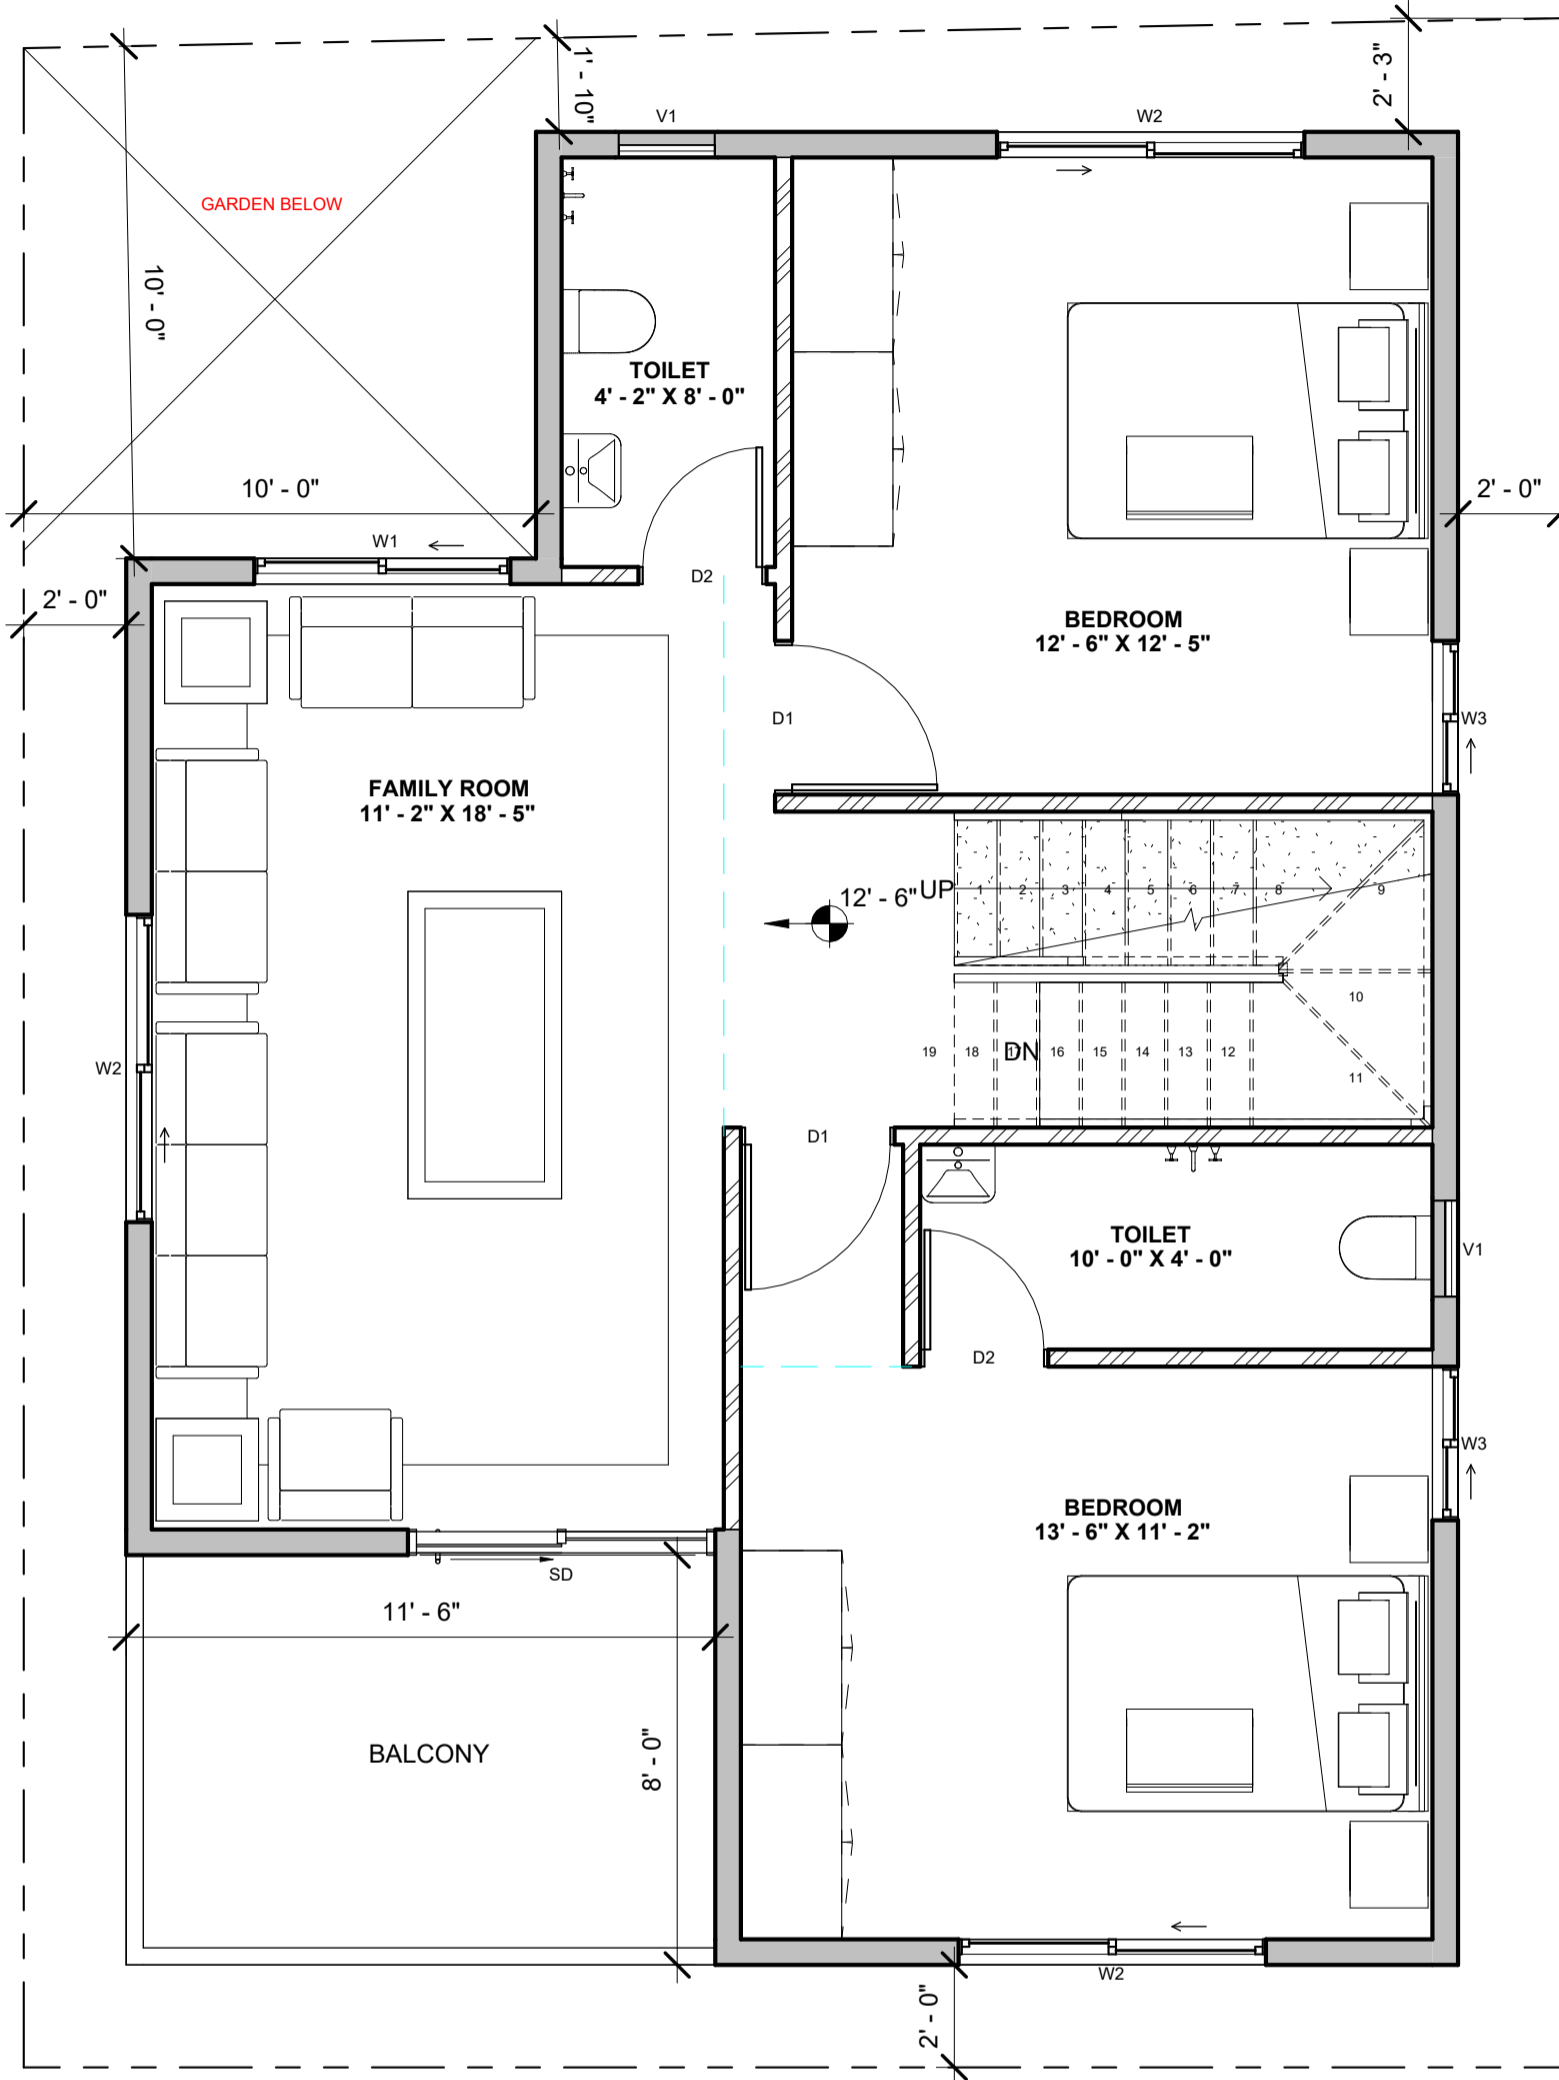 2' - 3"
1' - 10"
V1
W2
GARDEN BELOW
10' - 0"
TOILET
4' - 2" X 8' - 0"
10' - 0"
2' - 0"
W1
D2
2' - 0"
BEDROOM
12' - 6" X 12' - 5"
D1
W3
FAMILY ROOM
11' - 2" X 18' - 5"
12' - 6"
UP
1
2
3
4
5
6
7
8
9
10
11
19
18
17
DN
16
15
14
13
12
W2
D1
TOILET
10' - 0" X 4' - 0"
V1
D2
W3
BEDROOM
13' - 6" X 11' - 2"
SD
11' - 6"
BALCONY
8' - 0"
W2
2' - 0"